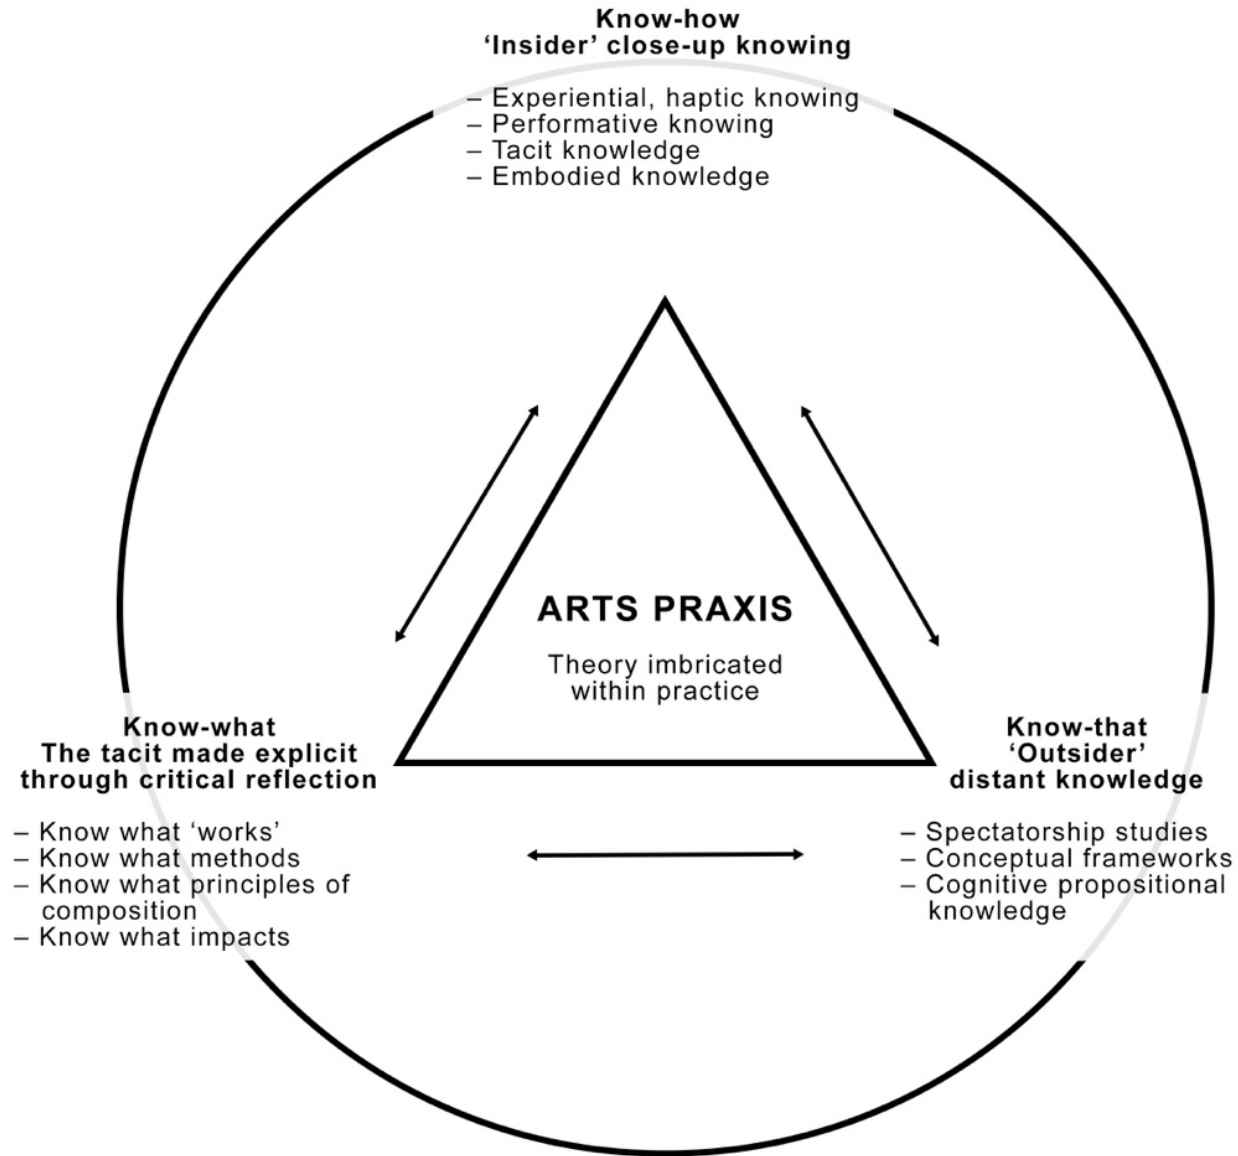 Know-how
‘Insider’ close-up knowing
– Experiential, haptic knowing
– Performative knowing
– Tacit knowledge
– Embodied knowledge
ARTS PRAXIS
Theory imbricated
within practice
Know-what
The tacit made explicit
through critical reflection
– Know what ‘works’
– Know what methods
– Know what principles of
composition
– Know what impacts
Know-that
‘Outsider’
distant knowledge
– Spectatorship studies
– Conceptual frameworks
– Cognitive propositional
knowledge